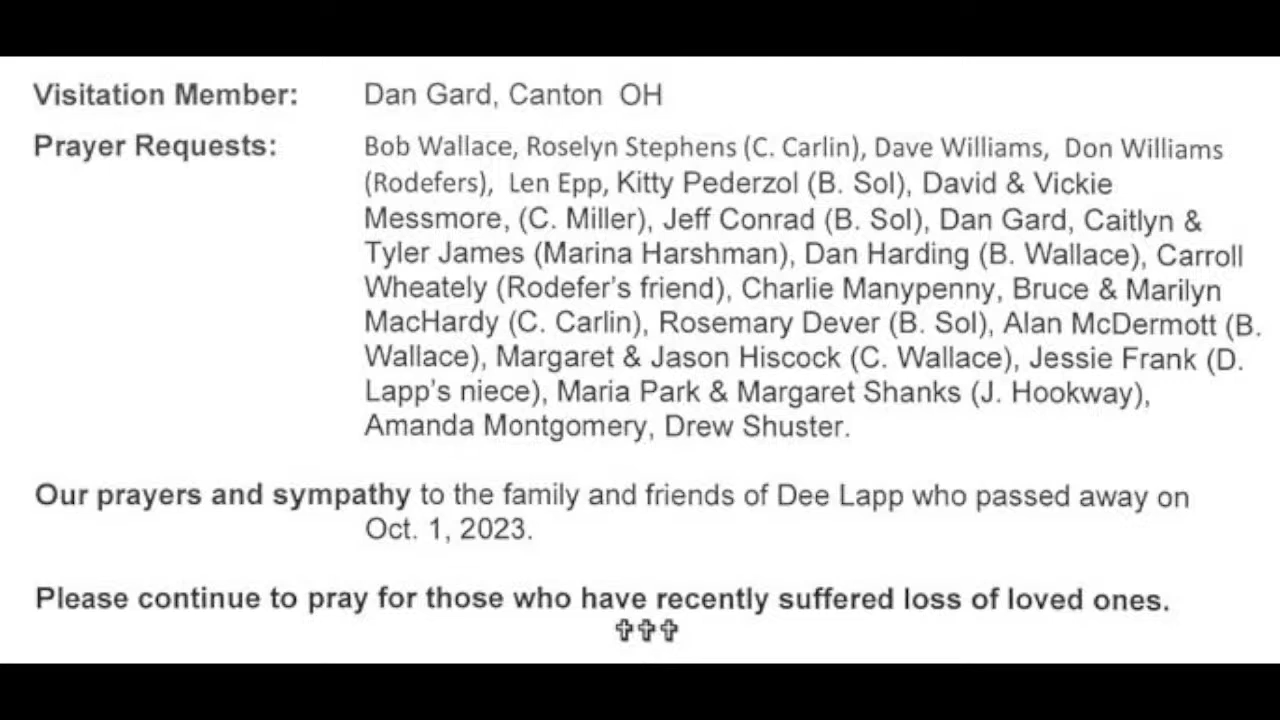 Visitation Member: Dan Gard, Canton OH
Prayer Requests: Bob Wallace, Roselyn Stephens (C. Carlin), Dave Williams, Don Williams
(Rodefers), Len Epp, Kitty Pederzol (B. Sol), David & Vickie
Messmore, (C. Miller), Jeff Conrad (B. Sol), Dan Gard, Caitlyn &
Tyler James (Marina Harshman), Dan Harding (B. Wallace), Carroll
Wheately (Rodefer's friend), Charlie Manypenny, Bruce & Marilyn
MacHardy (C. Carlin), Rosemary Dever (B. Sol), Alan McDermott (B.
Wallace), Margaret & Jason Hiscock (C. Wallace), Jessie Frank (D.
Lapp's niece), Maria Park & Margaret Shanks (J. Hookway),
Amanda Montgomery, Drew Shuster.
Our prayers and sympathy to the family and friends of Dee Lapp who passed away on
Oct. 1, 2023.
Please continue to pray for those who have recently suffered loss of loved ones.
✞✞✞